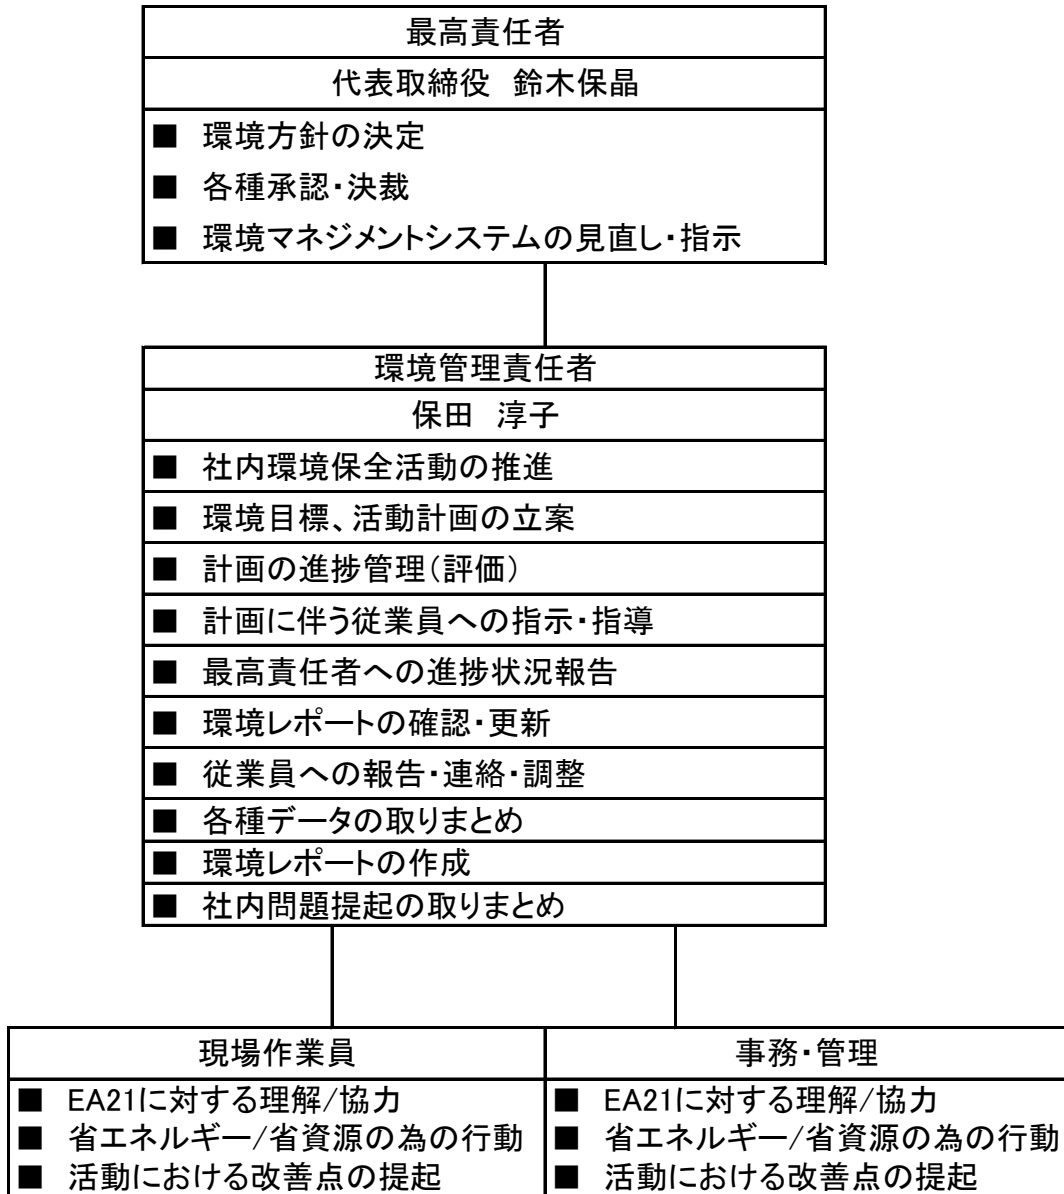 最高責任者
代表取締役 鈴木保晶
■ 環境方針の決定
■ 各種承認・決裁
■ 環境マネジメントシステムの見直し・指示
環境管理責任者
保田 淳子
■ 社内環境保全活動の推進
■ 環境目標、活動計画の立案
■ 計画の進捗管理(評価)
■ 計画に伴う従業員への指示・指導
■ 最高責任者への進捗状況報告
■ 環境レポートの確認・更新
■ 従業員への報告・連絡・調整
■ 各種データの取りまとめ
■ 環境レポートの作成
■ 社内問題提起の取りまとめ
現場作業員
■ EA21に対する理解/協力
■ 省エネルギー/省資源の為の行動
■ 活動における改善点の提起
事務・管理
■ EA21に対する理解/協力
■ 省エネルギー/省資源の為の行動
■ 活動における改善点の提起